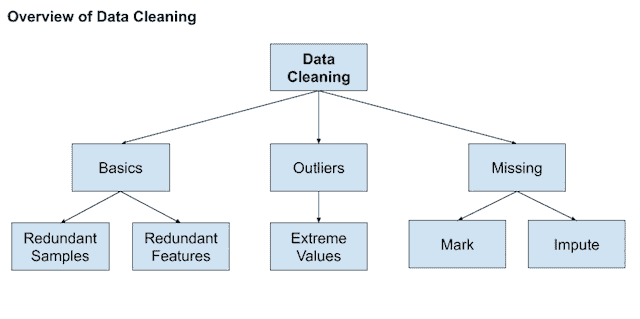 Overview of Data Cleaning
Data
Cleaning
Basics
Outliers
Missing
Redundant
Samples
Redundant
Features
Extreme
Values
Mark
Impute